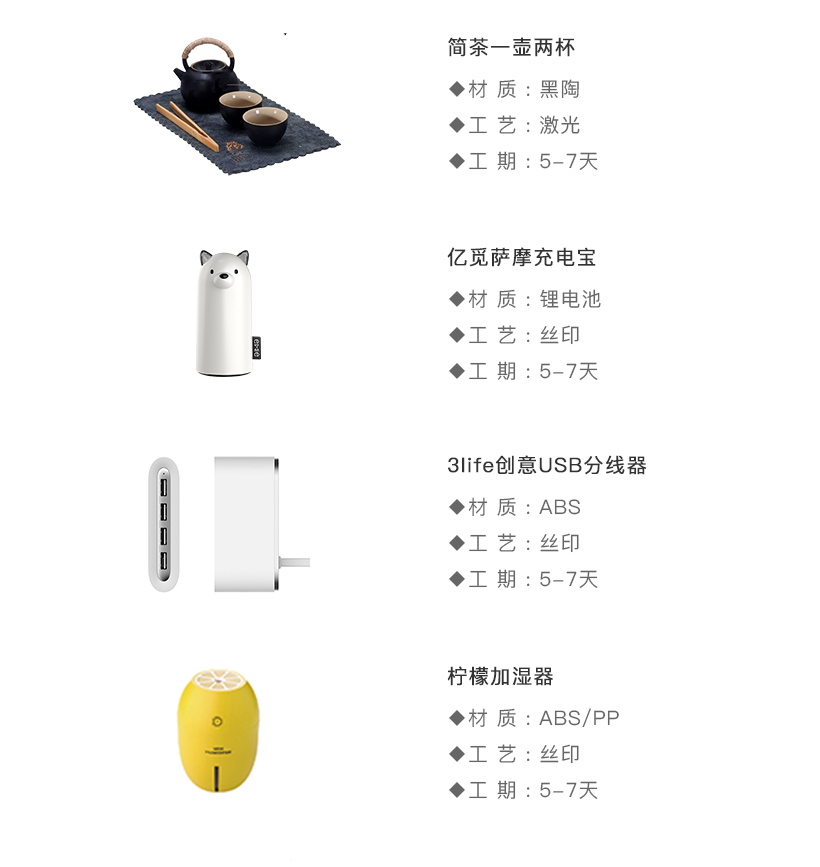 简茶一壶两杯
◆材 质：黑陶
◆工 艺：激光
◆工 期：5-7天
亿觅萨摩充电宝
◆材 质：锂电池
◆工 艺：丝印
◆工 期：5-7天
3life创意USB分线器
◆材 质：ABS
◆工 艺：丝印
◆工 期：5-7天
柠檬加湿器
◆材 质：ABS/PP
◆工 艺：丝印
◆工 期：5-7天